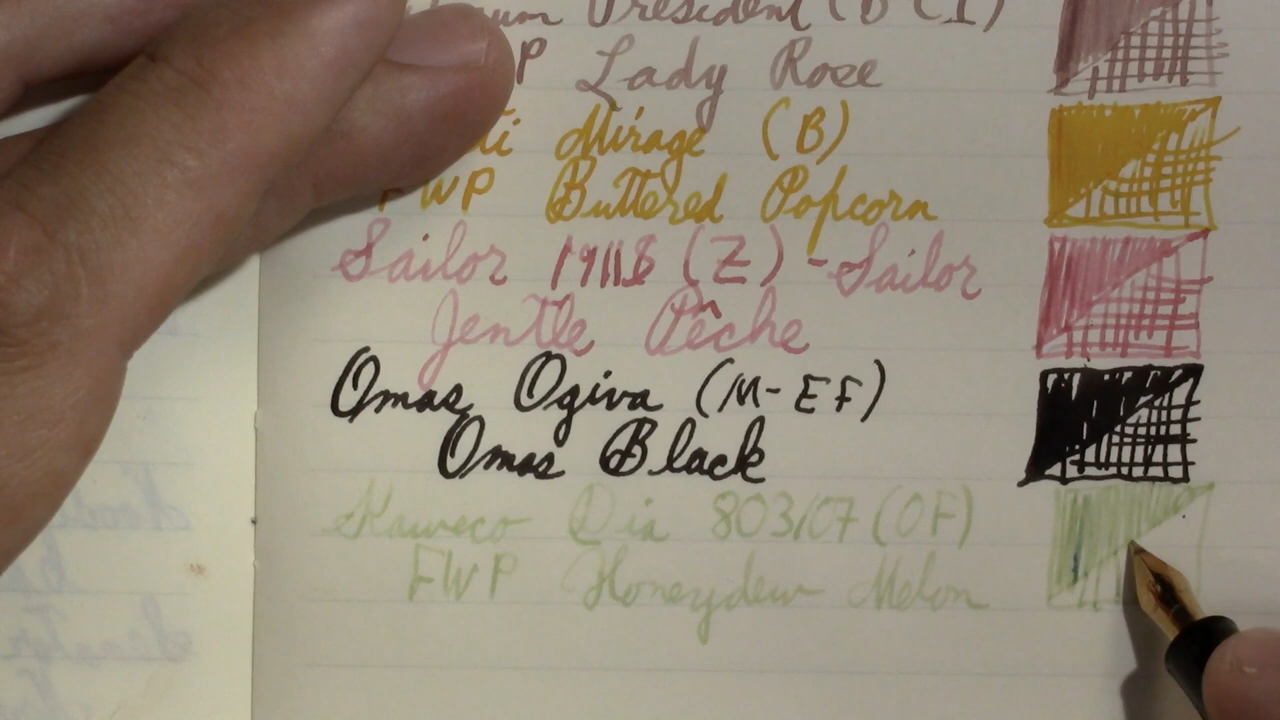 President (BCI)
Lady Rose
Mirage (B)
FWP Buttered Popcorn
Sailor 1911S (Z) - Sailor
Jentle Pêche
Omas Ogiva (M-EF)
Omas Black
Kaweco Dia 803/07 (OF)
FWP Honeydew Melon